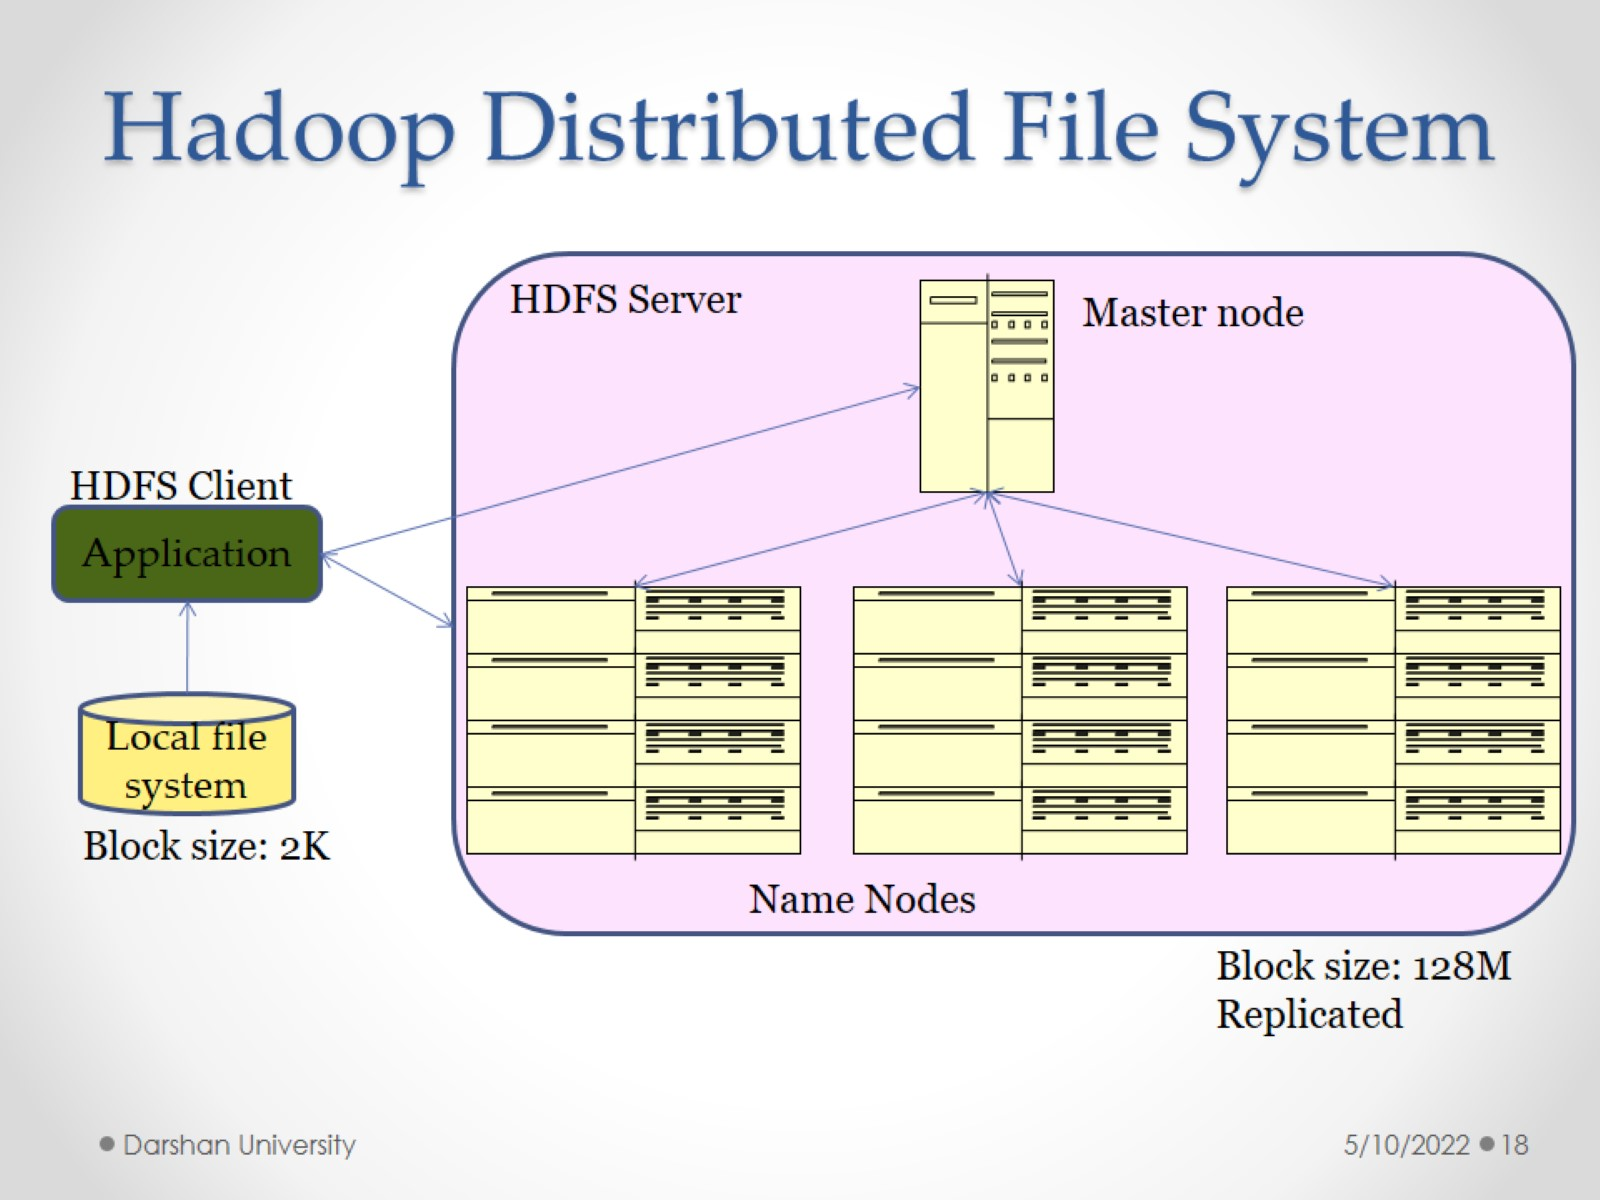 Hadoop Distributed File System
HDFS Server
Master node
HDFS Client
Application
Local file
system
Block size: 2K
Name Nodes
Block size: 128M
Replicated
Darshan University
5/10/2022
18